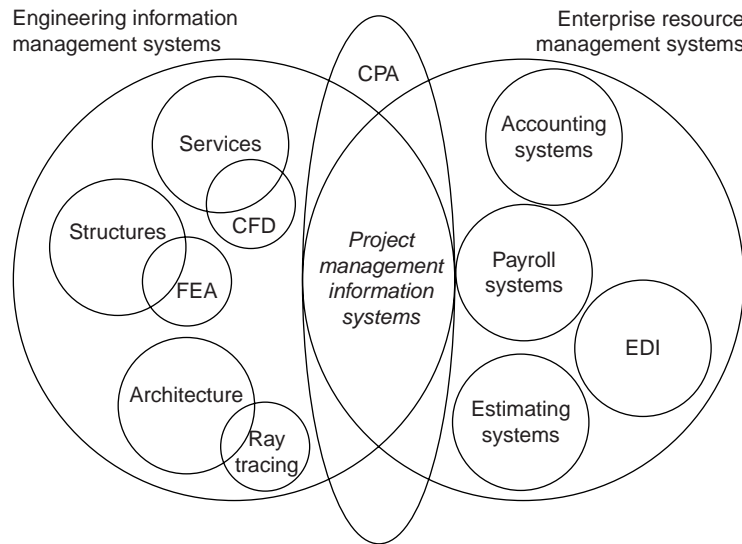 Engineering information
management systems
Enterprise resource
management systems
CPA
Services
CFD
Structures
FEA
Architecture
Ray
tracing
Project
management
information
systems
Accounting
systems
Payroll
systems
EDI
Estimating
systems